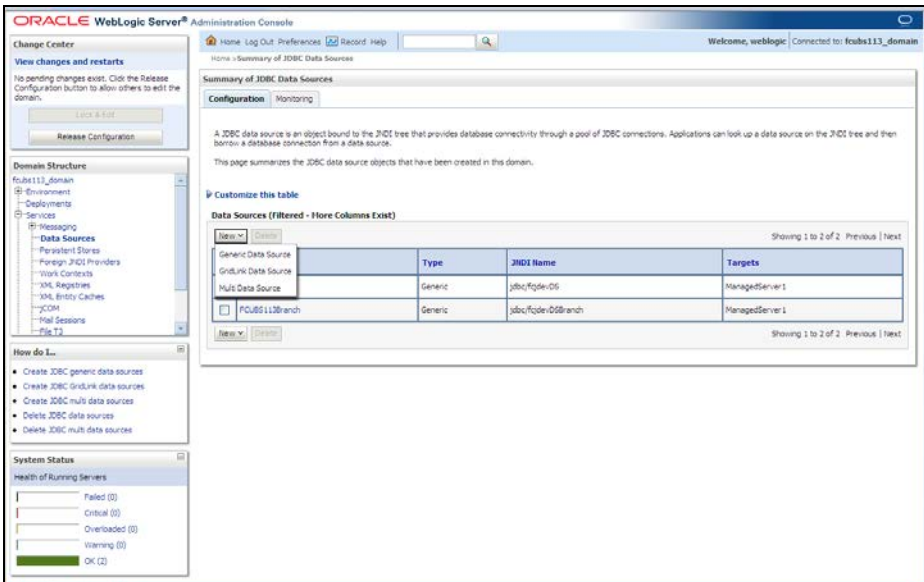 ORACLE WebLogic Server® Administration Console
Change Center
View changes and restarts
No pending changes exist. Click the Release
Configuration button to allow others to edit the
domain.
Lock & Edit
Release Configuration
Domain Structure
fcubs113_domain
Environment
Deployments
Services
Messaging
Data Sources
Persistent Stores
Foreign JNDI Providers
Work Contexts
XML Registries
XML Entity Caches
jCOM
Mail Sessions
File T3
How do I...
Create JDBC generic data sources
Create JDBC GridLink data sources
Create JDBC multi data sources
Delete JDBC data sources
Delete JDBC multi data sources
System Status
Health of Running Servers
Failed (0)
Critical (0)
Overloaded (0)
Warning (0)
OK (2)
Home Log Out Preferences Record Help
Welcome, weblogic Connected to: fcubs113_domain
Home >Summary of JDBC Data Sources
Summary of JDBC Data Sources
Configuration Monitoring
A JDBC data source is an object bound to the JNDI tree that provides database connectivity through a pool of JDBC connections. Applications can look up a data source on the JNDI tree and then
borrow a database connection from a data source.
This page summarizes the JDBC data source objects that have been created in this domain.
Customize this table
Data Sources (Filtered - More Columns Exist)
New Delete
Showing 1 to 2 of 2 Previous | Next
Generic Data Source
GridLink Data Source
Multi Data Source
Type JNDI Name Targets
Generic jdbc/fcjdevDS ManagedServer1
FCUBS113Branch Generic jdbc/fcjdevDSBranch ManagedServer1
New Delete
Showing 1 to 2 of 2 Previous | Next